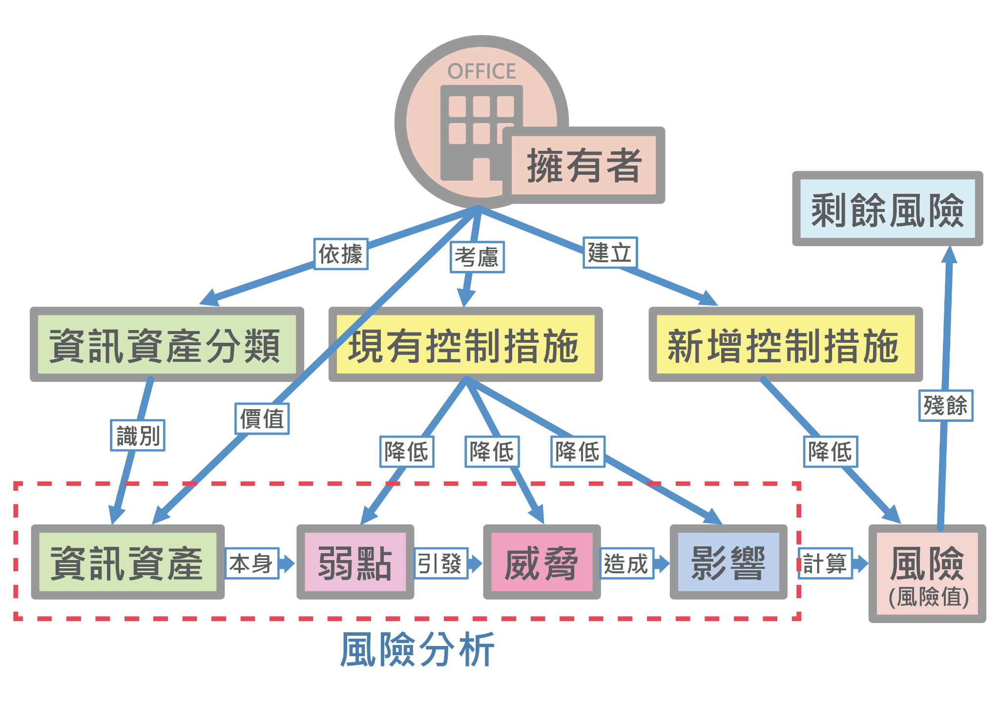 OFFICE
擁有者
剩餘風險
依據
考慮
建立
資訊資產分類
現有控制措施
新增控制措施
殘餘
價值
識別
降低
降低
降低
降低
資訊資產
本身
弱點
引發
威脅
造成
影響
計算
風險
(風險值)
風險分析